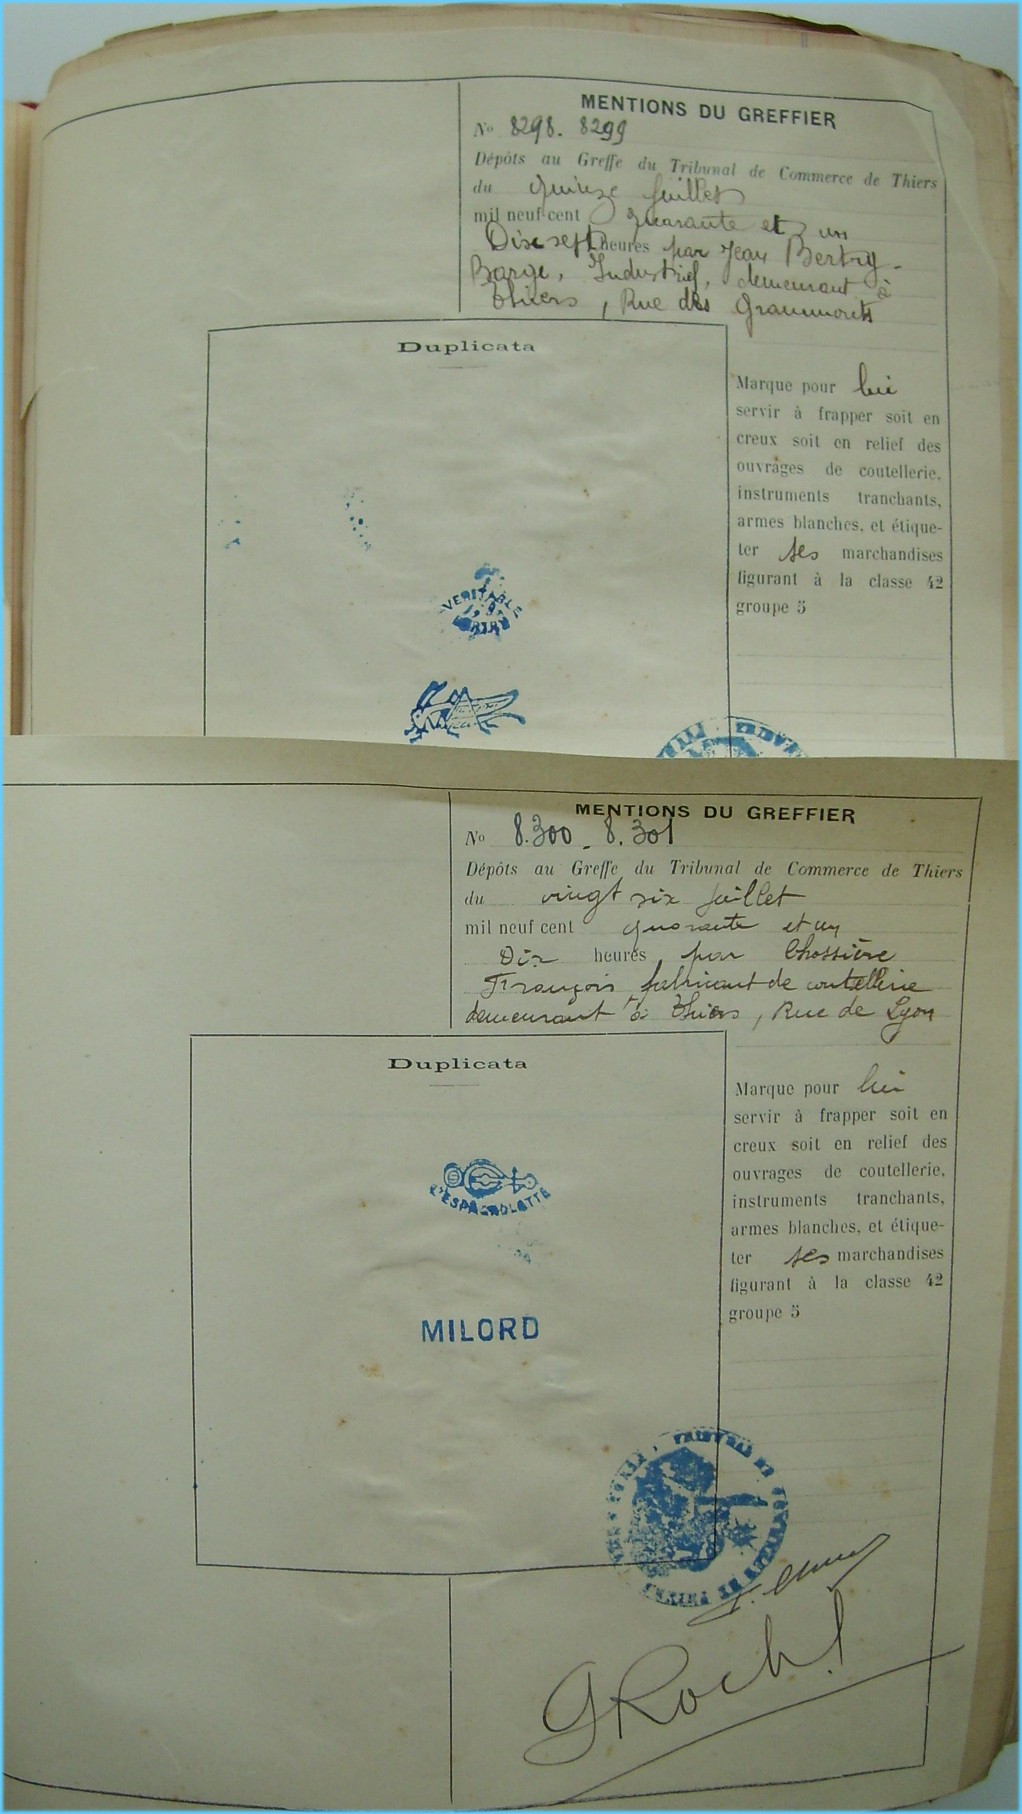 MENTIONS DU GREFFIER
No 8298. 8299
Dépôts au Greffe du Tribunal de Commerce de Thiers
du quinze juillet
mil neuf cent quarante et un
Dix sept heures par Jean Bertry-
Barge, Industriel, demeurant à
Thiers, Rue des Grammonts
Duplicata
Marque pour lui
servir à frapper soit en
creux soit en relief des
ouvrages de coutellerie,
instruments tranchants,
armes blanches, et étique-
ter ses marchandises
figurant à la classe 42
groupe 5
VERITABLE
BERTRY
MENTIONS DU GREFFIER
No 8.300 - 8.301
Dépôts au Greffe du Tribunal de Commerce de Thiers
du vingt six juillet
mil neuf cent quarante et un
Dix heures par Chossière
François fabricant de coutellerie
demeurant à Thiers, Rue de Lyon
Duplicata
Marque pour lui
servir à frapper soit en
creux soit en relief des
ouvrages de coutellerie,
instruments tranchants,
armes blanches, et étique-
ter ses marchandises
figurant à la classe 42
groupe 5
L'ESPAGNOLETTE
MILORD
TRIBUNAL DE COMMERCE DE THIERS